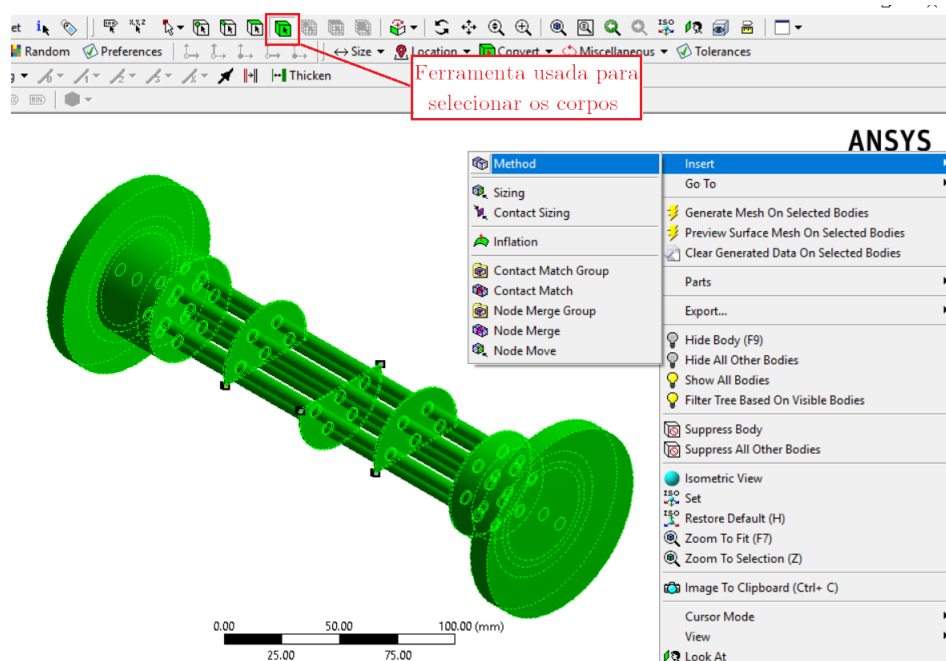 et
x,y,z
ISO
Random Preferences Size Location Convert Miscellaneous Tolerances
Thicken
MIN
Ferramenta usada para
selecionar os corpos
ANSYS
Method
Sizing
Contact Sizing
Inflation
Contact Match Group
Contact Match
Node Merge Group
Node Merge
Node Move
Insert
Go To
Generate Mesh On Selected Bodies
Preview Surface Mesh On Selected Bodies
Clear Generated Data On Selected Bodies
Parts
Export...
Hide Body (F9)
Hide All Other Bodies
Show All Bodies
Filter Tree Based On Visible Bodies
Suppress Body
Suppress All Other Bodies
Isometric View
ISO Set
ISO Restore Default (H)
Zoom To Fit (F7)
Zoom To Selection (Z)
Image To Clipboard (Ctrl+ C)
Cursor Mode
View
Look At
0.00 50.00 100.00 (mm)
25.00 75.00